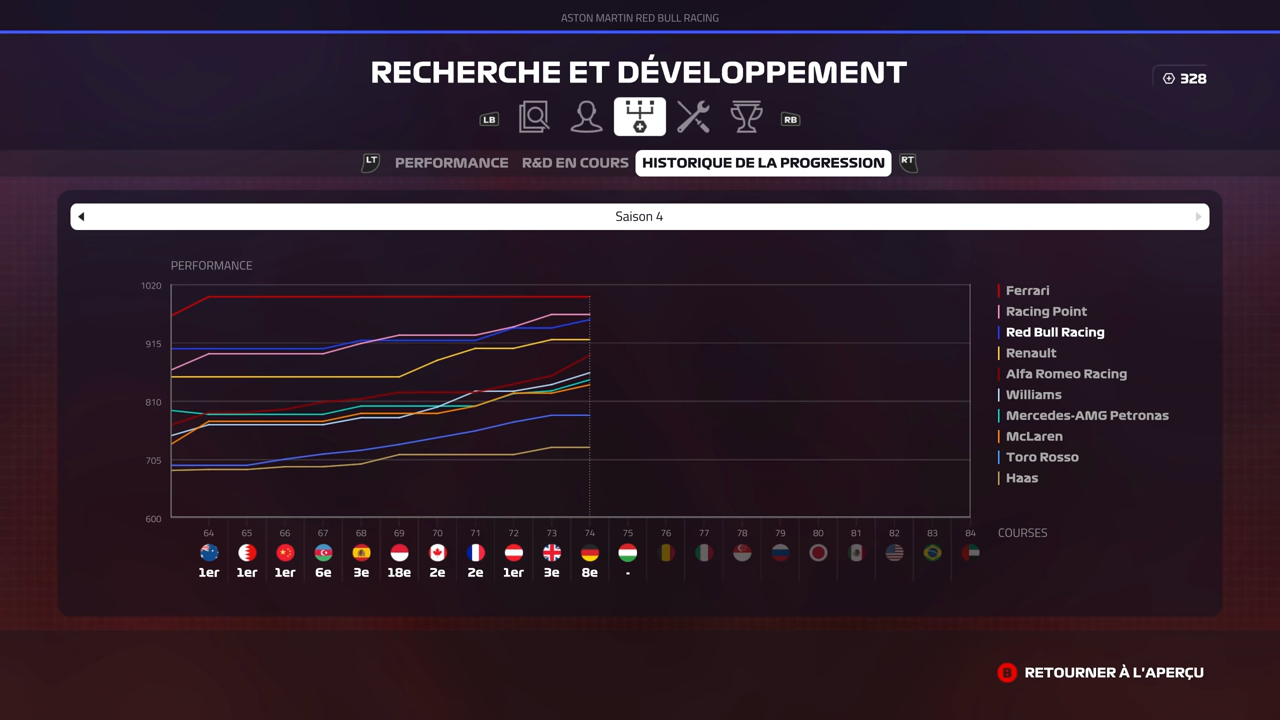 ASTON MARTIN RED BULL RACING
RECHERCHE ET DÉVELOPPEMENT
328
LB
RB
LT
PERFORMANCE
R&D EN COURS
HISTORIQUE DE LA PROGRESSION
RT
Saison 4
PERFORMANCE
1020
915
810
705
600
Ferrari
Racing Point
Red Bull Racing
Renault
Alfa Romeo Racing
Williams
Mercedes-AMG Petronas
McLaren
Toro Rosso
Haas
64 65 66 67 68 69 70 71 72 73 74 75 76 77 78 79 80 81 82 83 84
COURSES
1er 1er 1er 6e 3e 18e 2e 2e 1er 3e 8e -
B RETOURNER À L'APERÇU